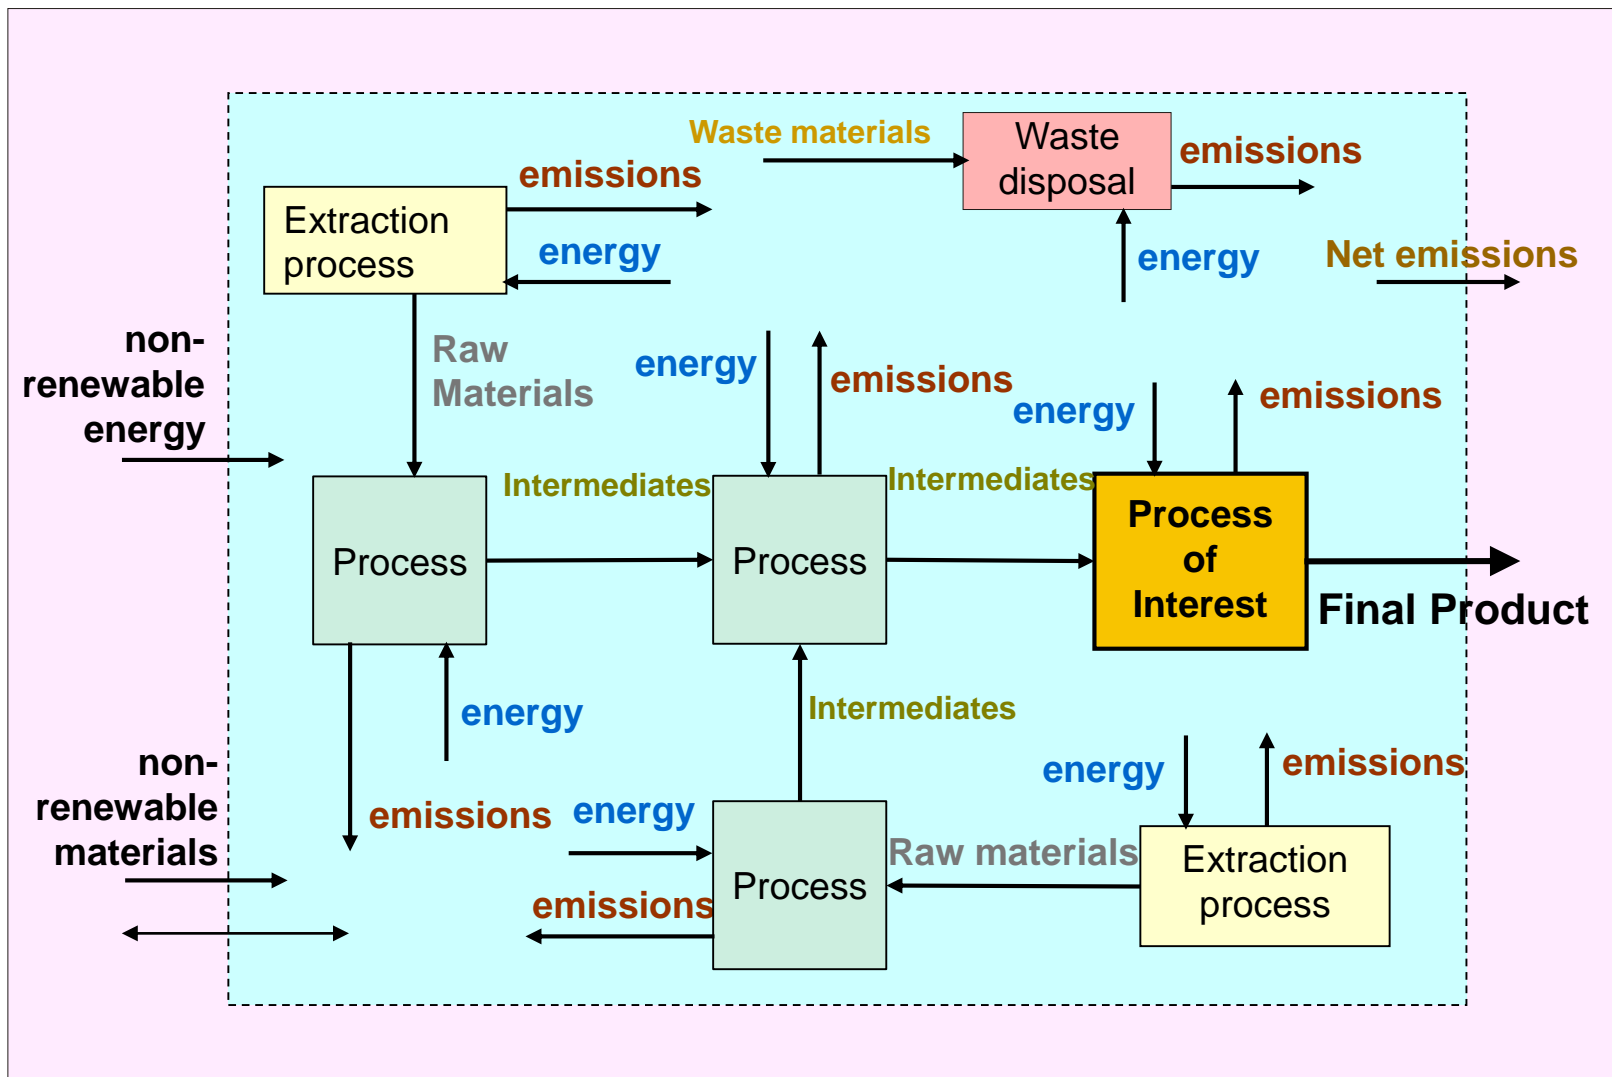 Waste materials
Waste
disposal
emissions
emissions
Extraction
process
energy
energy
Net emissions
non-
renewable
energy
Raw
Materials
energy
emissions
energy
emissions
Intermediates
Intermediates
Process
Process
Process
of
Interest
Final Product
energy
Intermediates
non-
renewable
materials
emissions
energy
energy
emissions
Process
emissions
Raw materials
Extraction
process